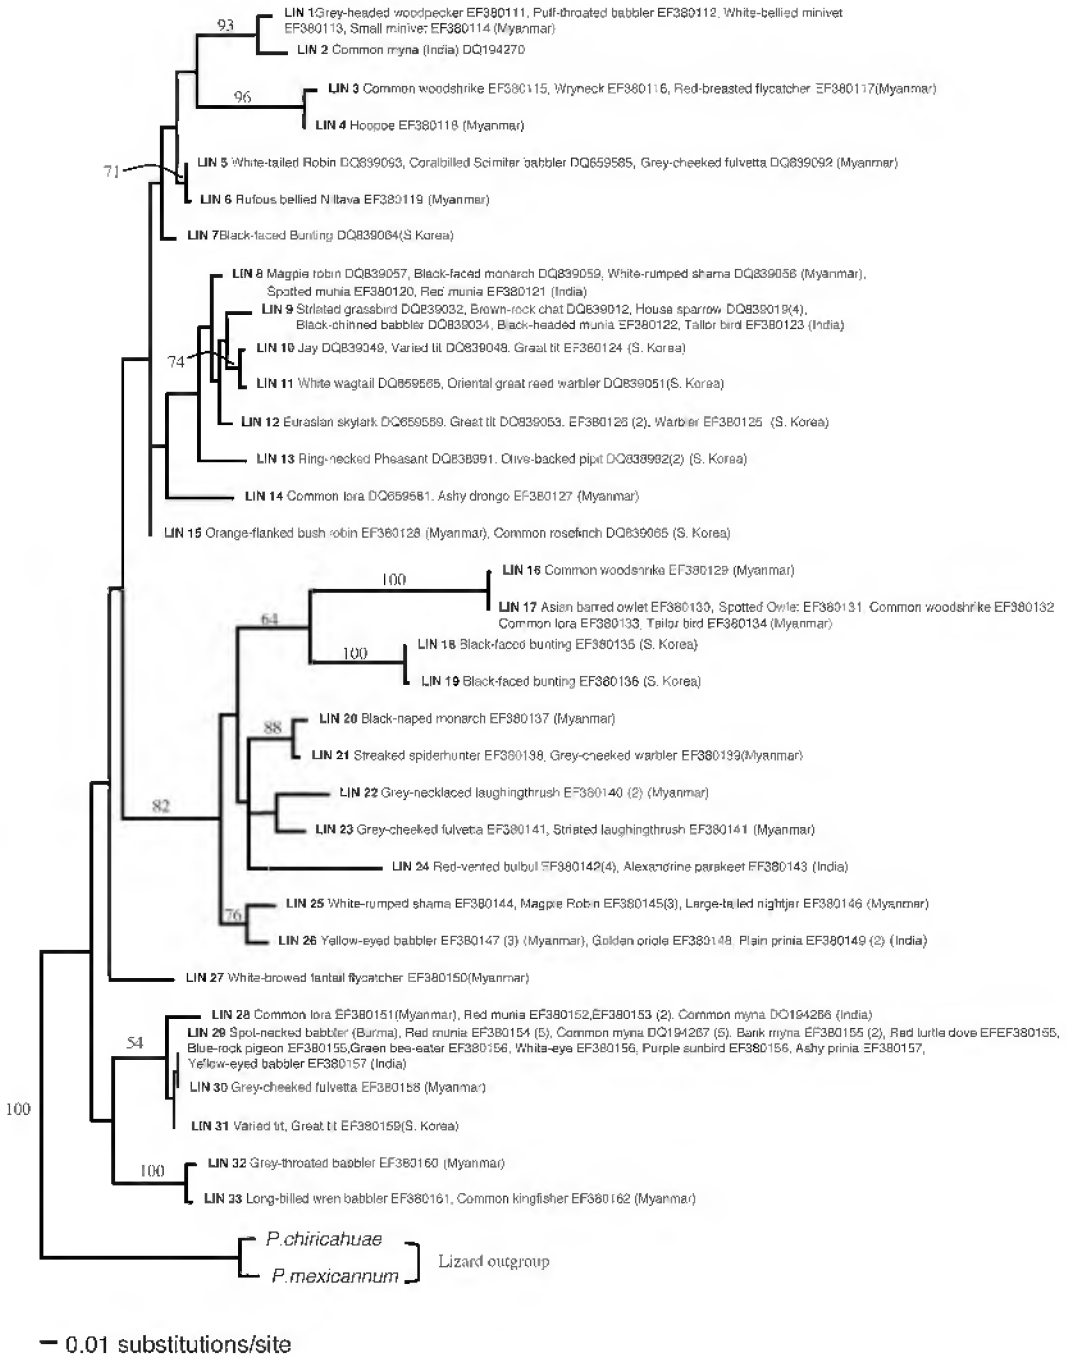 93
LIN 1Grey-headed woodpecker EF380111, Puff-throated babbler EF380112, White-bellied minivet
EF380113, Small minivet EF380114 (Myanmar)
LIN 2 Common myna (India) DQ194270
96
LIN 3 Common woodshrike EF380115, Wryneck EF380116, Red-breasted flycatcher EF380117(Myanmar)
LIN 4 Hoopoe EF380118 (Myanmar)
71
LIN 5 White-tailed Robin DQ839093, Coralbilled Scimiter babbler DQ659585, Grey-cheeked fulvetta DQ839092 (Myanmar)
LIN 6 Rufous bellied Niltava EF380119 (Myanmar)
LIN 7Black-faced Bunting DQ839064(S.Korea)
LIN 8 Magpie robin DQ839057, Black-faced monarch DQ839059, White-rumped shama DQ839056 (Myanmar),
Spotted munia EF380120, Red munia EF380121 (India)
LIN 9 Striated grassbird DQ839032, Brown-rock chat DQ839012, House sparrow DQ839019(4),
Black-chinned babbler DQ839034, Black-headed munia EF380122, Tailor bird EF380123 (India)
74
LIN 10 Jay DQ839049, Varied tit DQ839048. Great tit EF380124 (S. Korea)
LIN 11 White wagtail DQ659565, Oriental great reed warbler DQ839051(S. Korea)
LIN 12 Eurasian skylark DQ659569. Great tit DQ839053. EF380126 (2). Warbler EF380125 (S. Korea)
LIN 13 Ring-necked Pheasant DQ838991. Olive-backed pipit DQ838992(2) (S. Korea)
LIN 14 Common Iora DQ659581. Ashy drongo EF380127 (Myanmar)
LIN 15 Orange-flanked bush robin EF380128 (Myanmar), Common rosefinch DQ839065 (S. Korea)
100
LIN 16 Common woodshrike EF380129 (Myanmar)
LIN 17 Asian barred owlet EF380130, Spotted Owlet EF380131, Common woodshrike EF380132
Common Iora EF380133, Tailor bird EF380134 (Myanmar)
64
LIN 18 Black-faced bunting EF380135 (S. Korea)
100
LIN 19 Black-faced bunting EF380136 (S. Korea)
LIN 20 Black-naped monarch EF380137 (Myanmar)
88
LIN 21 Streaked spiderhunter EF380138, Grey-cheeked warbler EF380139(Myanmar)
LIN 22 Grey-necklaced laughingthrush EF380140 (2) (Myanmar)
82
LIN 23 Grey-cheeked fulvetta EF380141, Striated laughingthrush EF380141 (Myanmar)
LIN 24 Red-vented bulbul EF380142(4), Alexandrine parakeet EF380143 (India)
LIN 25 White-rumped shama EF380144, Magpie Robin EF380145(3), Large-tailed nightjar EF380146 (Myanmar)
76
LIN 26 Yellow-eyed babbler EF380147 (3) (Myanmar), Golden oriole EF380148, Plain prinia EF380149 (2) (India)
LIN 27 White-browed fantail flycatcher EF380150(Myanmar)
LIN 28 Common Iora EF380151(Myanmar), Red munia EF380152,EF380153 (2). Common myna DQ194266 (India)
LIN 29 Spot-necked babbler (Burma), Red munia EF380154 (5), Common myna DQ194267 (5). Bank myna EF380155 (2), Red turtle dove EFEF380155,
54
Blue-rock pigeon EF380155,Green bee-eater EF380156, White-eye EF380156, Purple sunbird EF380156, Ashy prinia EF380157,
Yellow-eyed babbler EF380157 (India)
LIN 30 Grey-cheeked fulvetta EF380158 (Myanmar)
100
LIN 31 Varied tit, Great tit EF380159(S. Korea)
LIN 32 Grey-throated babbler EF380160 (Myanmar)
100
LIN 33 Long-billed wren babbler EF380161, Common kingfisher EF380162 (Myanmar)
P.chiricahuae
Lizard outgroup
P.mexicannum
0.01 substitutions/site